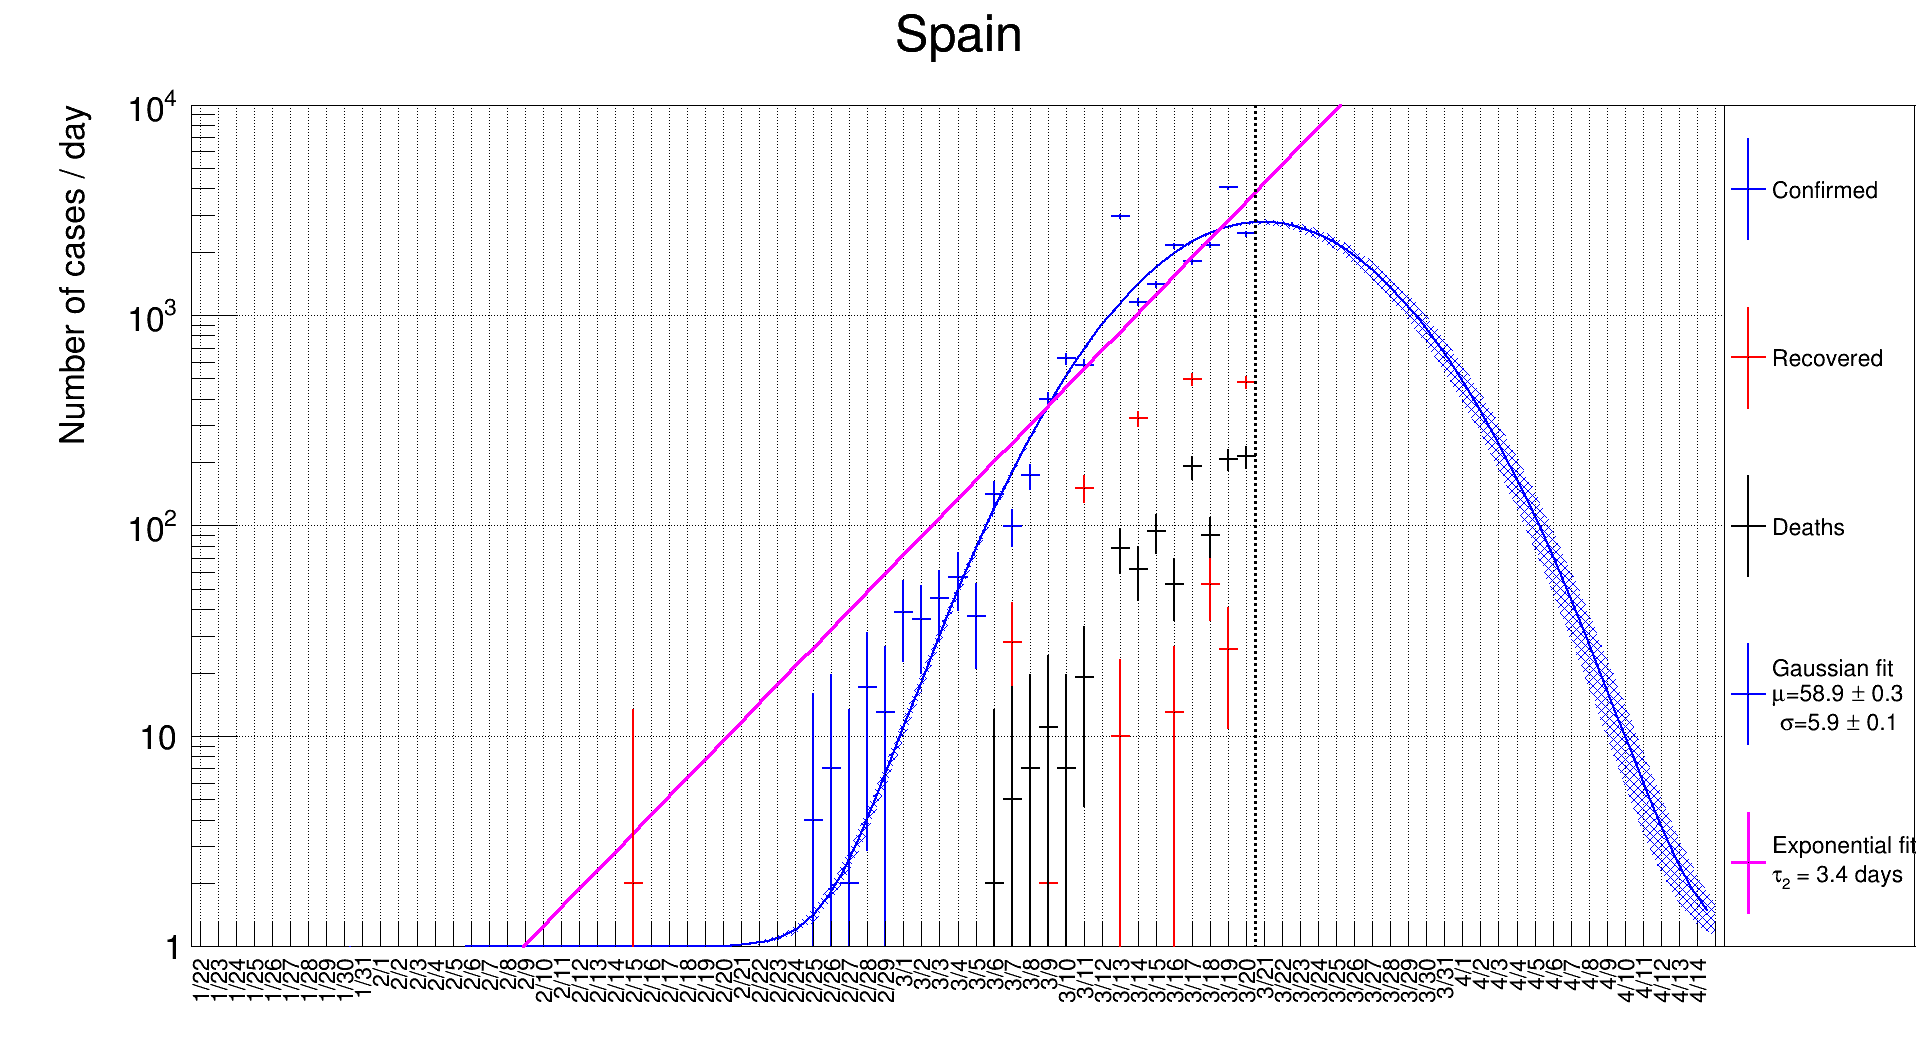 Spain
Number of cases / day
10⁴
10³
10²
10
1
1/22 1/23 1/24 1/25 1/26 1/27 1/28 1/29 1/30 1/31 2/1 2/2 2/3 2/4 2/5 2/6 2/7 2/8 2/9 2/10 2/11 2/12 2/13 2/14 2/15 2/16 2/17 2/18 2/19 2/20 2/21 2/22 2/23 2/24 2/25 2/26 2/27 2/28 2/29 3/1 3/2 3/3 3/4 3/5 3/6 3/7 3/8 3/9 3/10 3/11 3/12 3/13 3/14 3/15 3/16 3/17 3/18 3/19 3/20 3/21 3/22 3/23 3/24 3/25 3/26 3/27 3/28 3/29 3/30 3/31 4/1 4/2 4/3 4/4 4/5 4/6 4/7 4/8 4/9 4/10 4/11 4/12 4/13 4/14
Confirmed
Recovered
Deaths
Gaussian fit
μ=58.9 ± 0.3
σ=5.9 ± 0.1
Exponential fit
τ₂ = 3.4 days